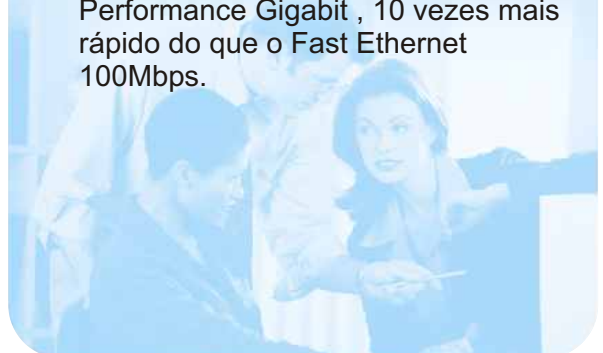 Performance Gigabit , 10 vezes mais
rápido do que o Fast Ethernet
100Mbps.